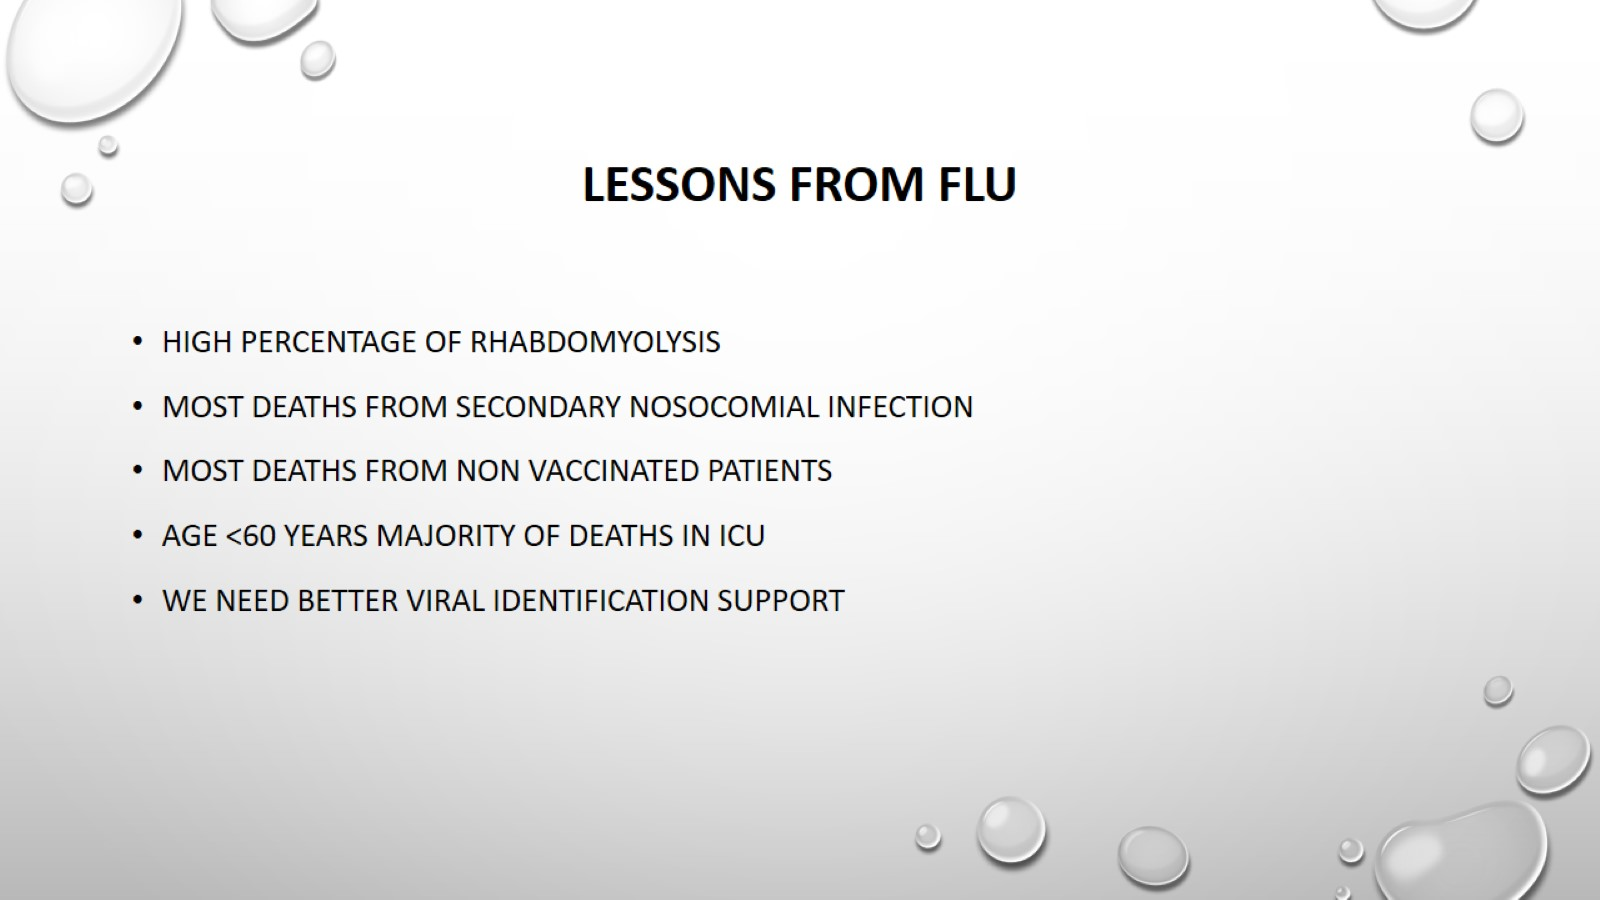 LESSONS FROM FLU
• HIGH PERCENTAGE OF RHABDOMYOLYSIS
• MOST DEATHS FROM SECONDARY NOSOCOMIAL INFECTION
• MOST DEATHS FROM NON VACCINATED PATIENTS
• AGE <60 YEARS MAJORITY OF DEATHS IN ICU
• WE NEED BETTER VIRAL IDENTIFICATION SUPPORT